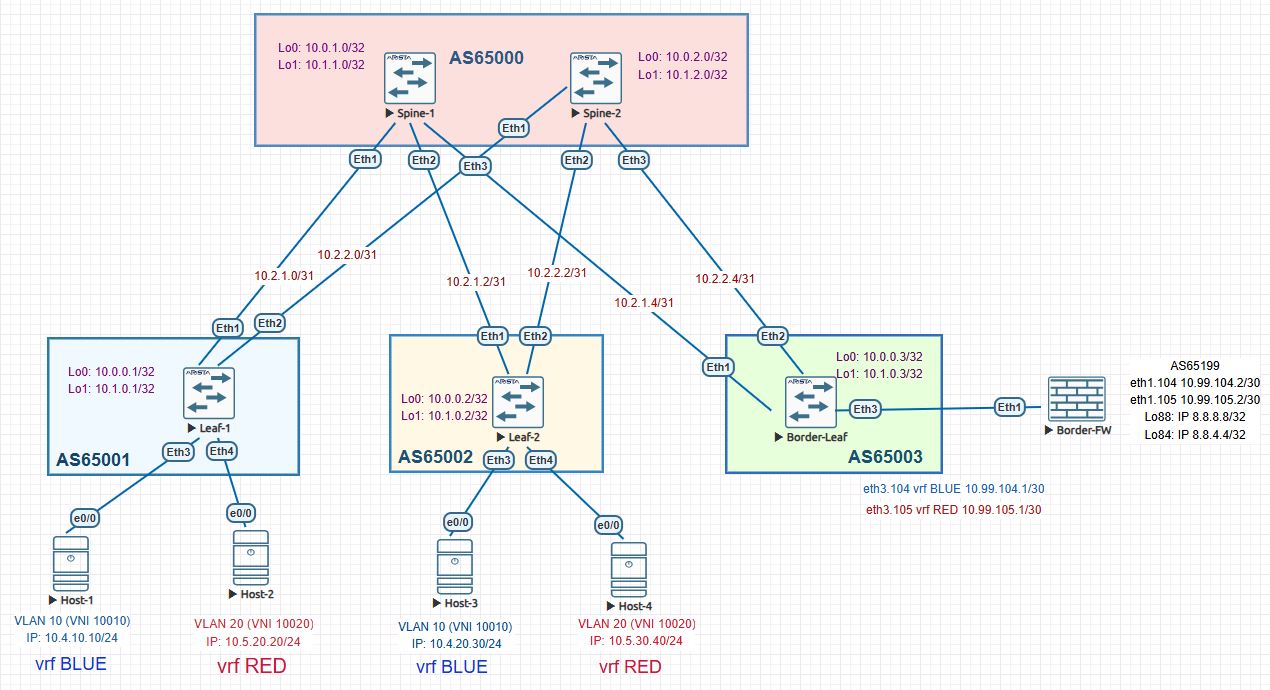 Lo0: 10.0.1.0/32
Lo1: 10.1.1.0/32
ARISTA
AS65000
ARISTA
Lo0: 10.0.2.0/32
Lo1: 10.1.2.0/32
Spine-1
Spine-2
Eth1
Eth1
Eth2
Eth3
Eth2
Eth3
10.2.2.0/31
10.2.1.0/31
10.2.1.2/31
10.2.2.2/31
10.2.2.4/31
10.2.1.4/31
Eth1
Eth2
Eth1
Eth2
Eth2
Eth1
Lo0: 10.0.0.1/32
Lo1: 10.1.0.1/32
ARISTA
Leaf-1
AS65001
Eth3
Eth4
Lo0: 10.0.0.2/32
Lo1: 10.1.0.2/32
ARISTA
Leaf-2
AS65002
Eth3
Eth4
Lo0: 10.0.0.3/32
Lo1: 10.1.0.3/32
ARISTA
Border-Leaf
Eth3
AS65003
Eth1
Border-FW
AS65199
eth1.104 10.99.104.2/30
eth1.105 10.99.105.2/30
Lo88: IP 8.8.8.8/32
Lo84: IP 8.8.4.4/32
eth3.104 vrf BLUE 10.99.104.1/30
eth3.105 vrf RED 10.99.105.1/30
e0/0
e0/0
e0/0
e0/0
Host-1
VLAN 10 (VNI 10010)
IP: 10.4.10.10/24
vrf BLUE
Host-2
VLAN 20 (VNI 10020)
IP: 10.5.20.20/24
vrf RED
Host-3
VLAN 10 (VNI 10010)
IP: 10.4.20.30/24
vrf BLUE
Host-4
VLAN 20 (VNI 10020)
IP: 10.5.30.40/24
vrf RED